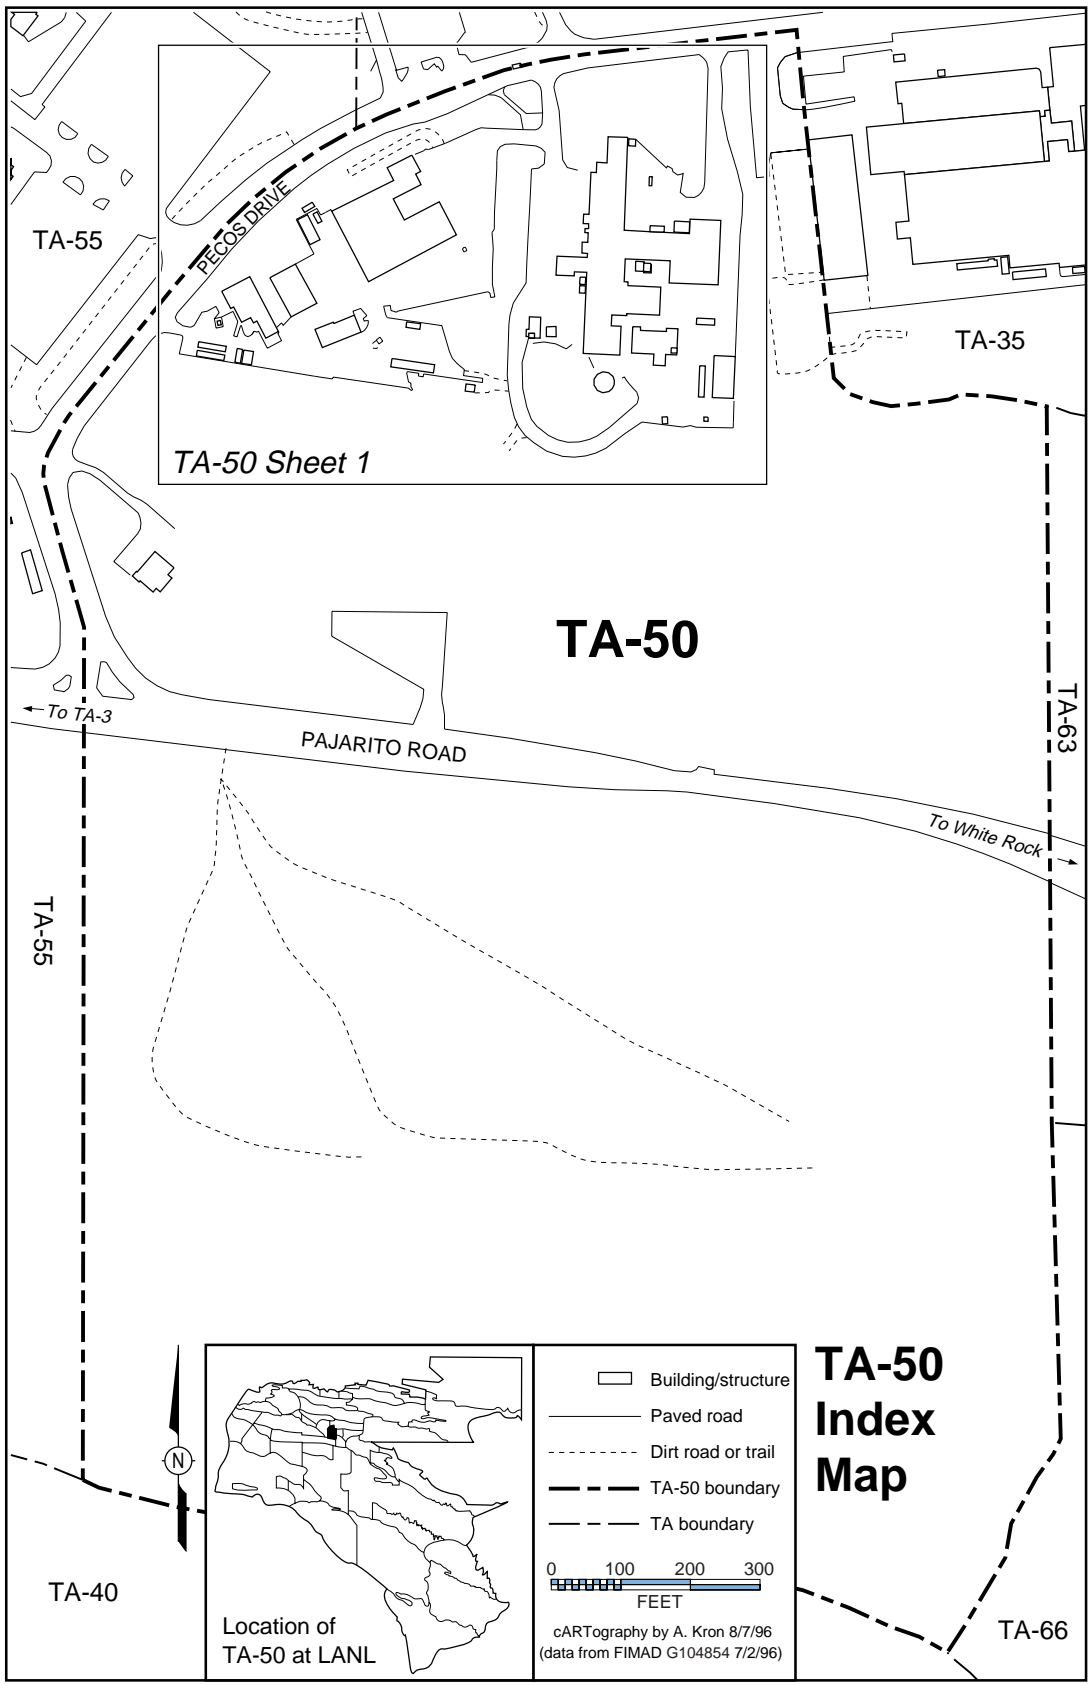 TA-55
PECOS DRIVE
TA-35
TA-50 Sheet 1
TA-50
TA-63
To TA-3
PAJARITO ROAD
To White Rock
TA-55
TA-50
Index
Map
Building/structure
Paved road
Dirt road or trail
N
TA-50 boundary
TA boundary
0 100 200 300
FEET
TA-40
Location of
TA-50 at LANL
cARTography by A. Kron 8/7/96
(data from FIMAD G104854 7/2/96)
TA-66